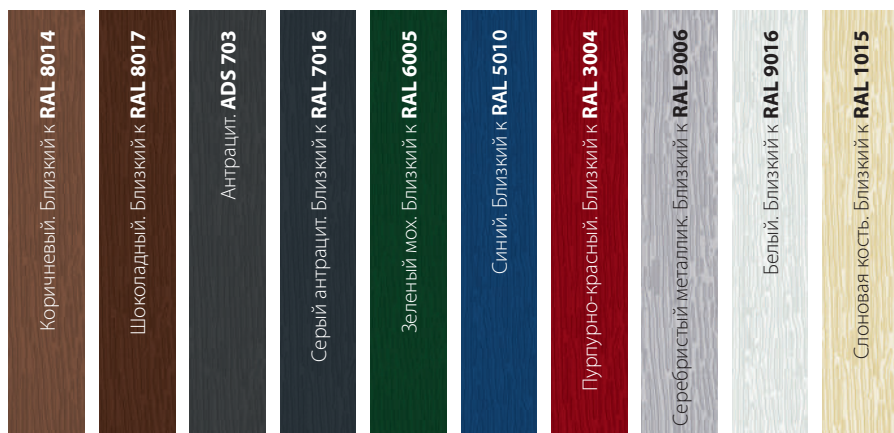 Коричневый. Близкий к RAL 8014
Шоколадный. Близкий к RAL 8017
Антрацит. ADS 703
Серый антрацит. Близкий к RAL 7016
Зеленый мох. Близкий к RAL 6005
Синий. Близкий к RAL 5010
Пурпурно-красный. Близкий к RAL 3004
Серебристый металлик. Близкий к RAL 9006
Белый. Близкий к RAL 9016
Слоновая кость. Близкий к RAL 1015